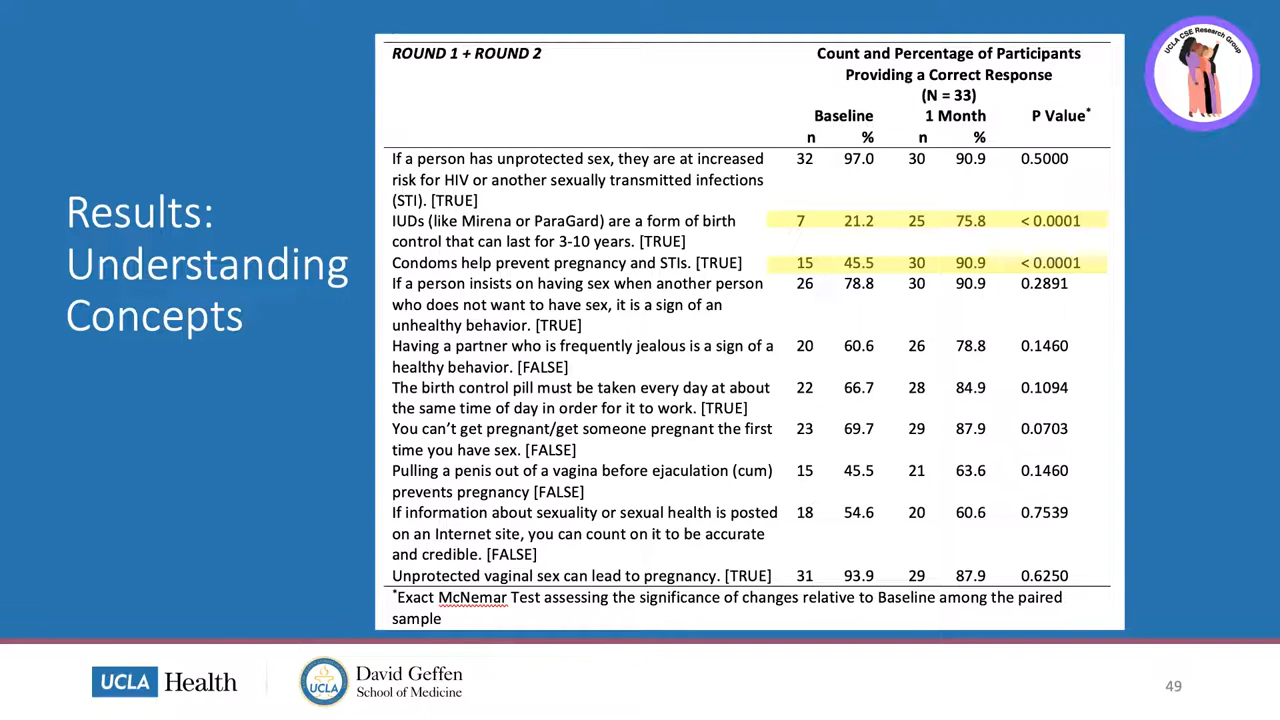 UCLA CSE Research Group
Results:
Understanding
Concepts
ROUND 1 + ROUND 2 Count and Percentage of Participants
Providing a Correct Response
(N = 33)
Baseline 1 Month P Value*
n % n %
If a person has unprotected sex, they are at increased 32 97.0 30 90.9 0.5000
risk for HIV or another sexually transmitted infections
(STI). [TRUE]
IUDs (like Mirena or ParaGard) are a form of birth 7 21.2 25 75.8 < 0.0001
control that can last for 3-10 years. [TRUE]
Condoms help prevent pregnancy and STIs. [TRUE] 15 45.5 30 90.9 < 0.0001
If a person insists on having sex when another person 26 78.8 30 90.9 0.2891
who does not want to have sex, it is a sign of an
unhealthy behavior. [TRUE]
Having a partner who is frequently jealous is a sign of a 20 60.6 26 78.8 0.1460
healthy behavior. [FALSE]
The birth control pill must be taken every day at about 22 66.7 28 84.9 0.1094
the same time of day in order for it to work. [TRUE]
You can't get pregnant/get someone pregnant the first 23 69.7 29 87.9 0.0703
time you have sex. [FALSE]
Pulling a penis out of a vagina before ejaculation (cum) 15 45.5 21 63.6 0.1460
prevents pregnancy [FALSE]
If information about sexuality or sexual health is posted 18 54.6 20 60.6 0.7539
on an Internet site, you can count on it to be accurate
and credible. [FALSE]
Unprotected vaginal sex can lead to pregnancy. [TRUE] 31 93.9 29 87.9 0.6250
*Exact McNemar Test assessing the significance of changes relative to Baseline among the paired
sample
UCLA Health
UCLA
David Geffen
School of Medicine
49